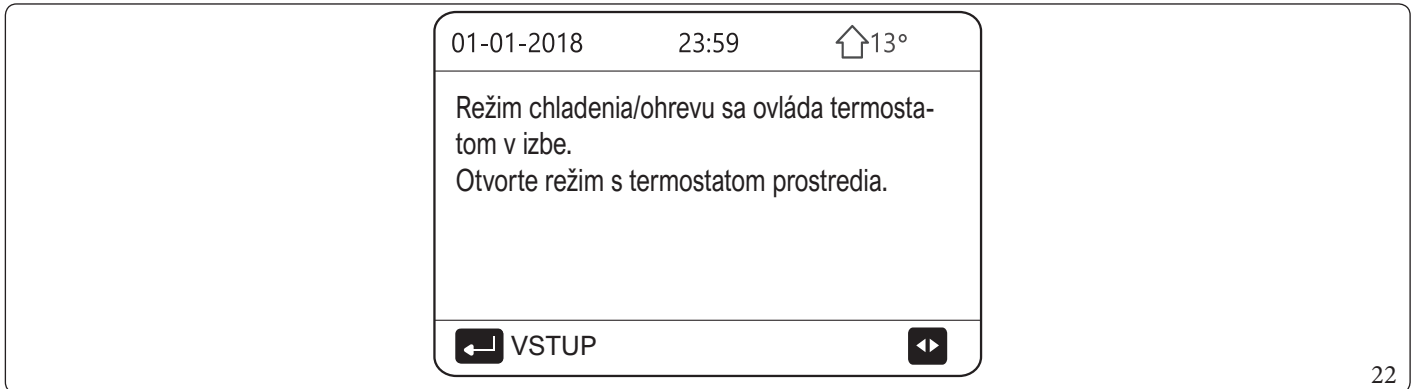 01-01-2018 23:59 13°
Režim chladenia/ohrevu sa ovláda termosta-
tom v izbe.
Otvorte režim s termostatom prostredia.
VSTUP
22